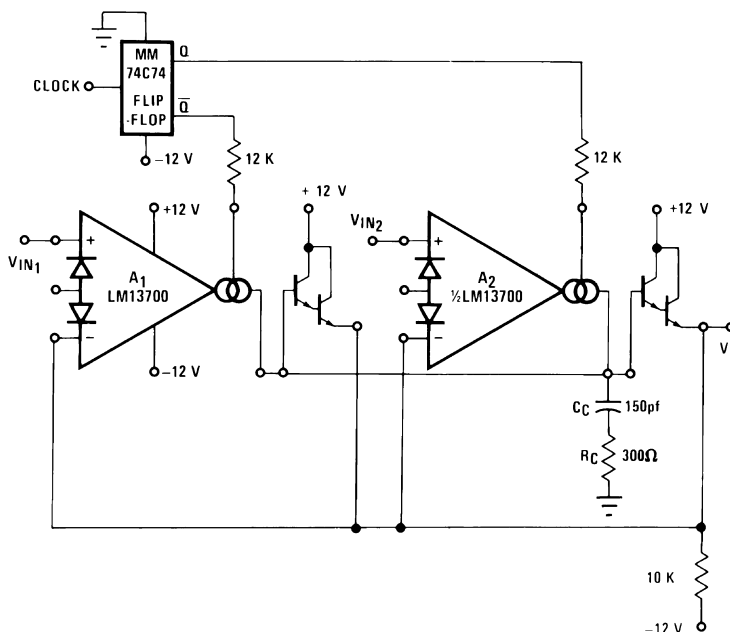 MM
74C74
FLIP
-FLOP
Q
Q̅
CLOCK
−12 V
12 K
12 K
+12 V
+ 12 V
+12 V
VIN1
VIN2
+
A1
LM13700
−
−12 V
+
A2
½LM13700
−
V
CC
150pf
RC
300Ω
10 K
−12 V